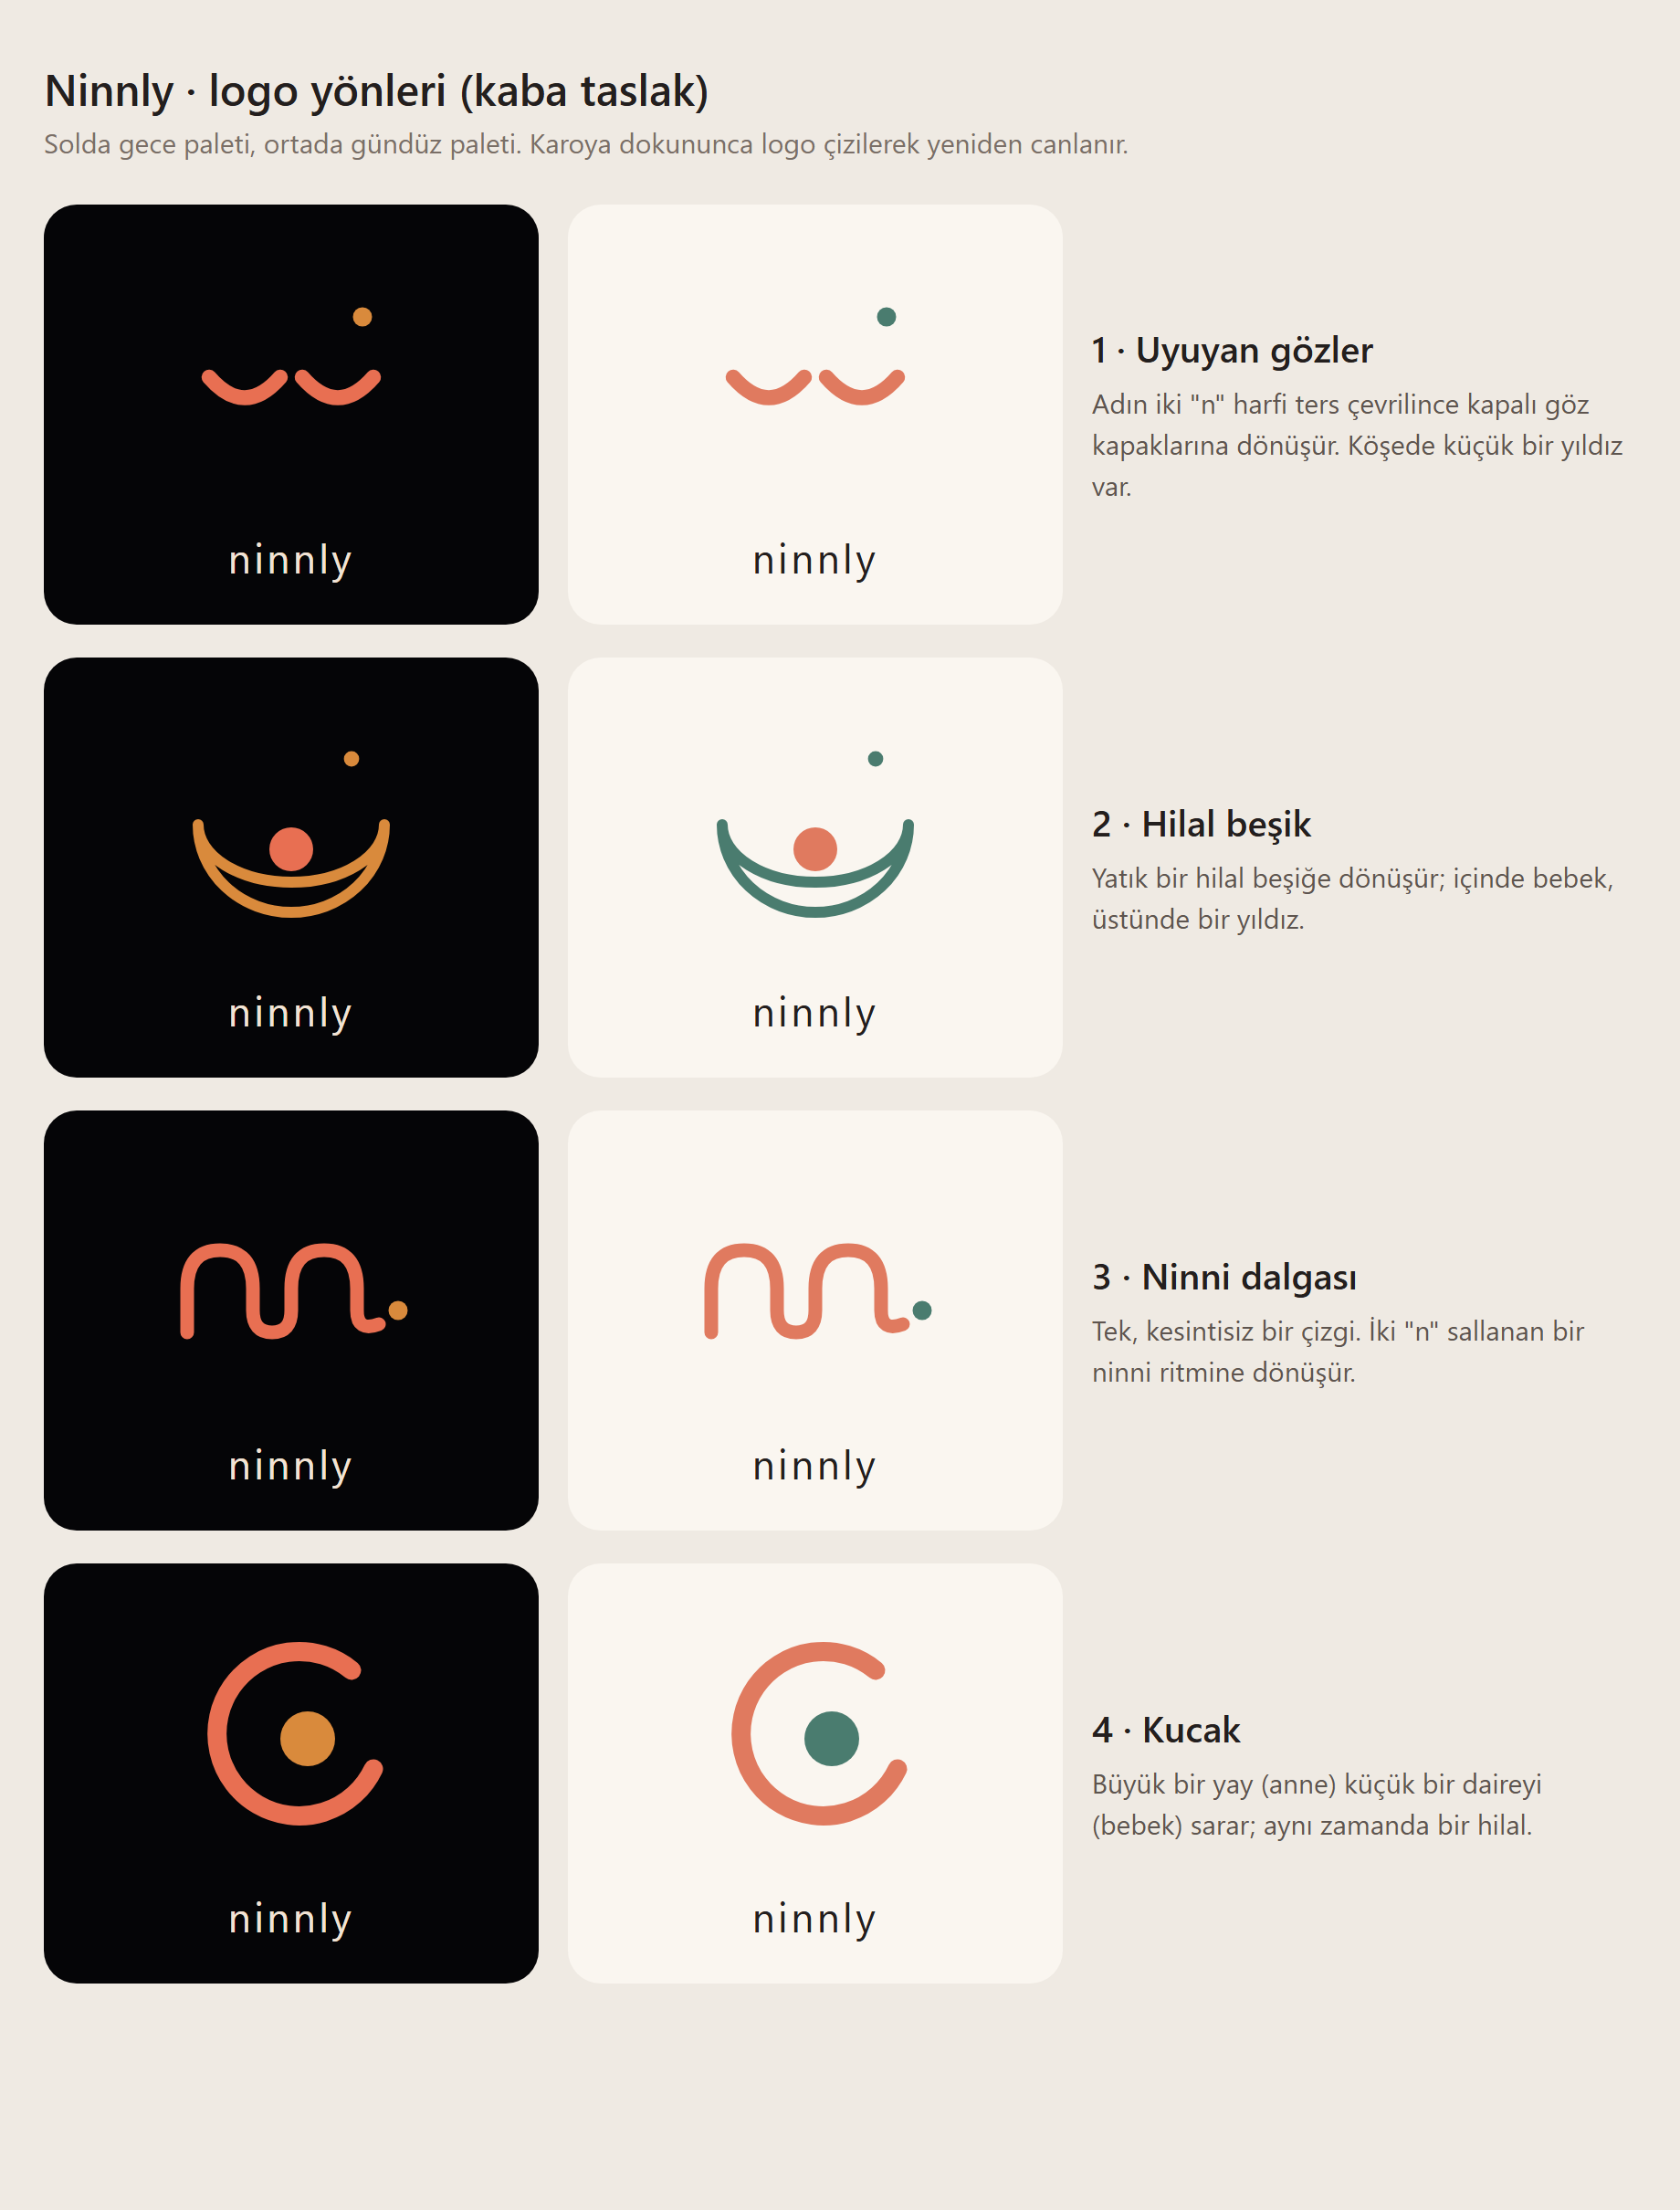 Ninnly · logo yönleri (kaba taslak)
Solda gece paleti, ortada gündüz paleti. Karoya dokununca logo çizilerek yeniden canlanır.
ninnly
ninnly
1 · Uyuyan gözler
Adın iki "n" harfi ters çevrilince kapalı göz
kapaklarına dönüşür. Köşede küçük bir yıldız
var.
ninnly
ninnly
2 · Hilal beşik
Yatık bir hilal beşiğe dönüşür; içinde bebek,
üstünde bir yıldız.
ninnly
ninnly
3 · Ninni dalgası
Tek, kesintisiz bir çizgi. İki "n" sallanan bir
ninni ritmine dönüşür.
ninnly
ninnly
4 · Kucak
Büyük bir yay (anne) küçük bir daireyi
(bebek) sarar; aynı zamanda bir hilal.